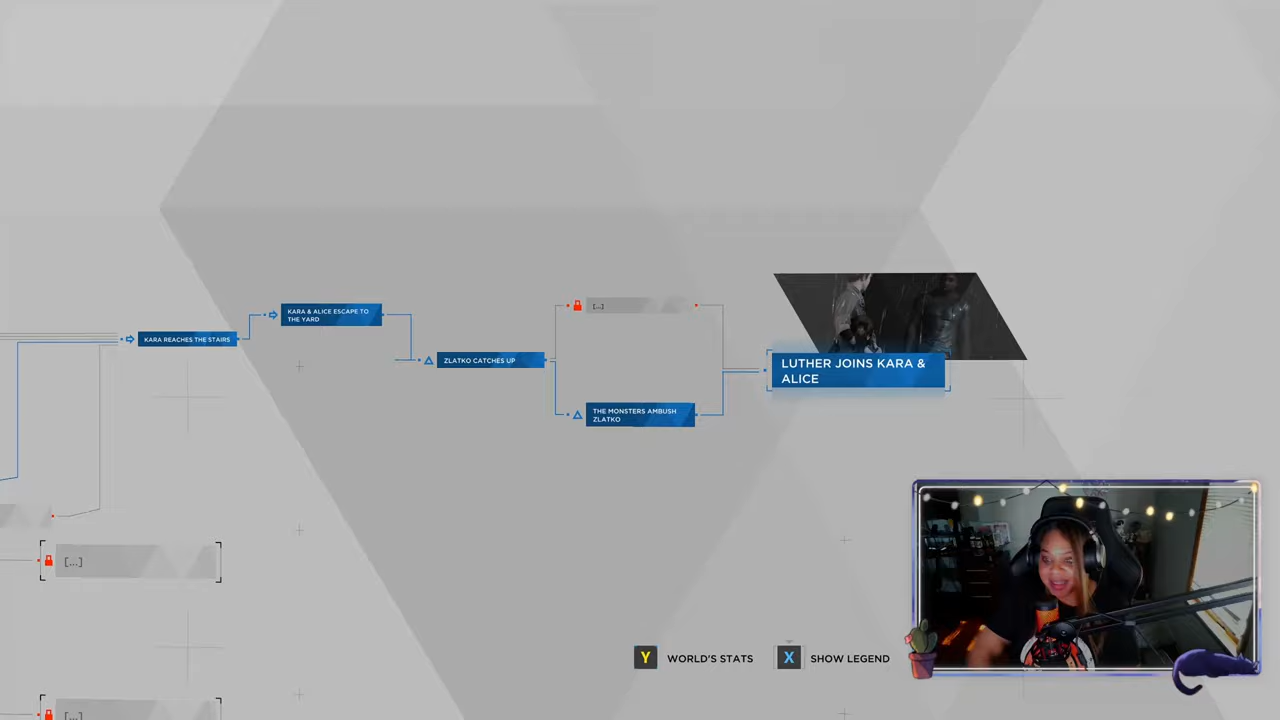 KARA REACHES THE STAIRS
KARA & ALICE ESCAPE TO
THE YARD
ZLATKO CATCHES UP
[...]
THE MONSTERS AMBUSH
ZLATKO
LUTHER JOINS KARA &
ALICE
[...]
[...]
Y WORLD'S STATS
X SHOW LEGEND